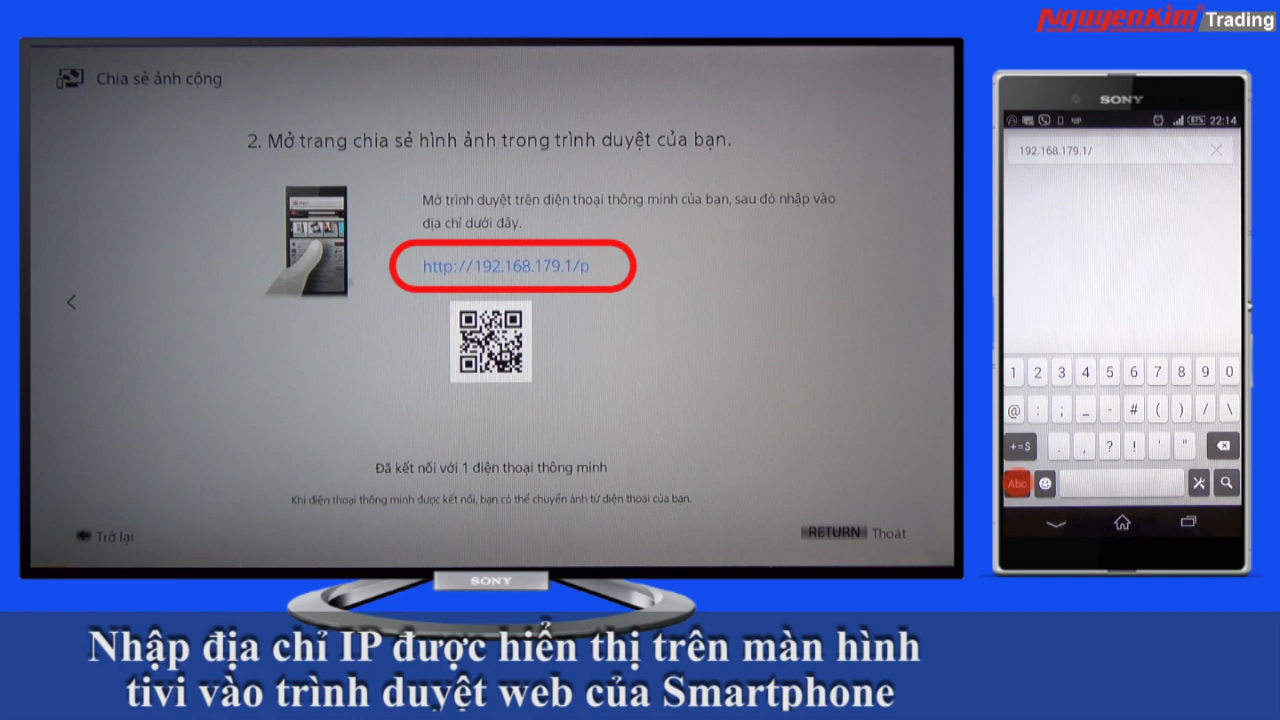 NguyenKim Trading
Chia sẻ ảnh cộng
2. Mở trang chia sẻ hình ảnh trong trình duyệt của bạn.
Mở trình duyệt trên điện thoại thông minh của bạn, sau đó nhập vào
địa chỉ dưới đây.
http://192.168.179.1/p
Đã kết nối với 1 điện thoại thông minh
Khi điện thoại thông minh được kết nối, bạn có thể chuyển ảnh từ điện thoại của bạn.
Trở lại
RETURN Thoát
SONY
SONY
87% 22:14
192.168.179.1/
1 2 3 4 5 6 7 8 9 0
@ : ; _ - # ( ) / \
+=$ . , ? ! ' "
Abc
Nhập địa chỉ IP được hiển thị trên màn hình
tivi vào trình duyệt web của Smartphone